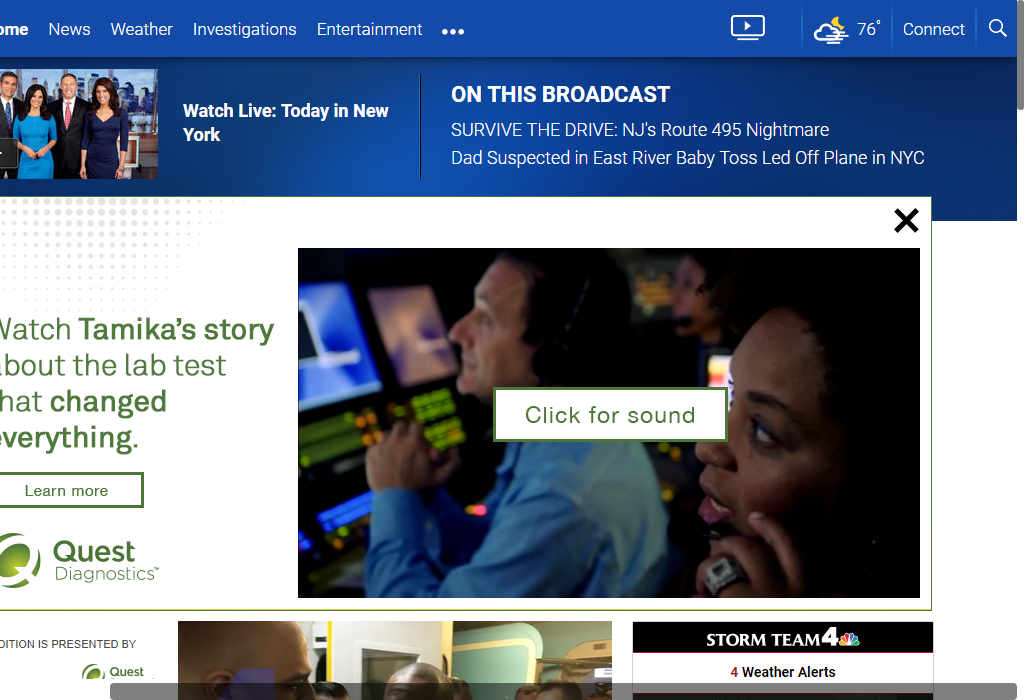 ome News Weather Investigations Entertainment ••• 76° Connect
Watch Live: Today in New
York
ON THIS BROADCAST
SURVIVE THE DRIVE: NJ's Route 495 Nightmare
Dad Suspected in East River Baby Toss Led Off Plane in NYC
Watch Tamika's story
about the lab test
that changed
everything.
Learn more
Quest
Diagnostics™
Click for sound
DITION IS PRESENTED BY
Quest
STORM TEAM 4
4 Weather Alerts